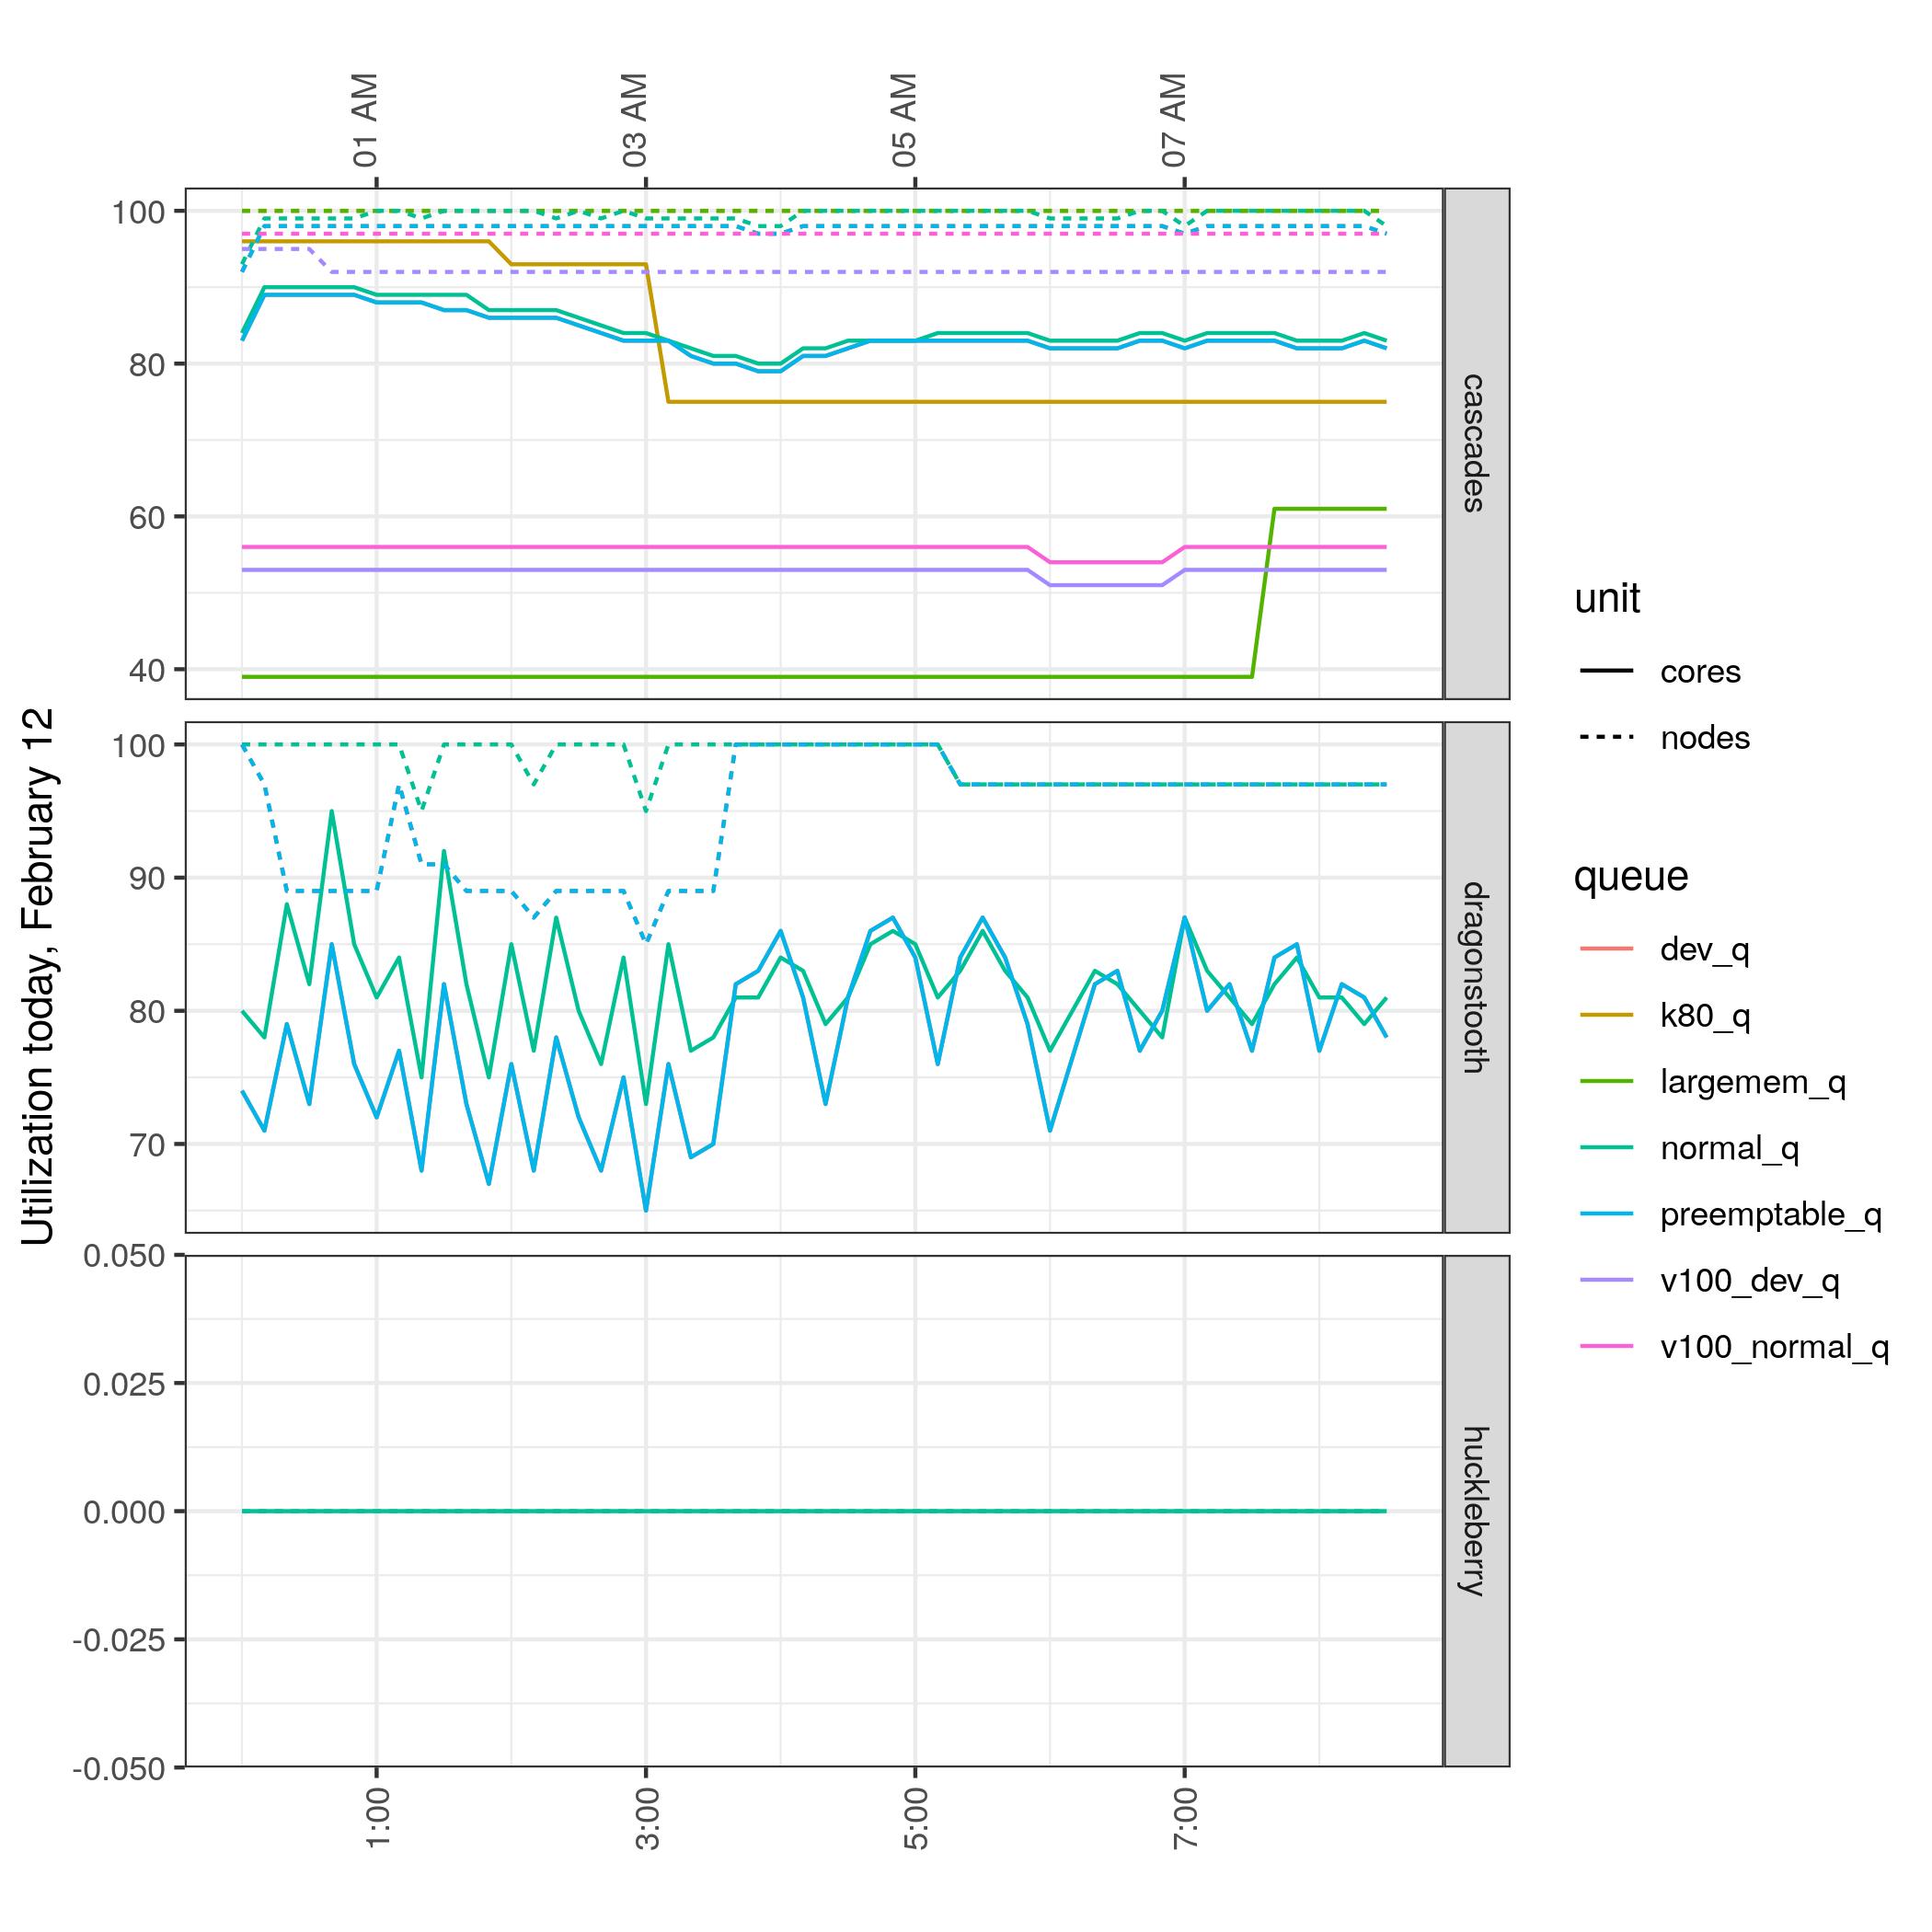 01 AM
03 AM
05 AM
07 AM
100
80
60
40
cascades
100
90
80
70
dragonstooth
0.050
0.025
0.000
-0.025
-0.050
huckleberry
1:00
3:00
5:00
7:00
Utilization today, February 12
unit
cores
nodes
queue
dev_q
k80_q
largemem_q
normal_q
preemptable_q
v100_dev_q
v100_normal_q